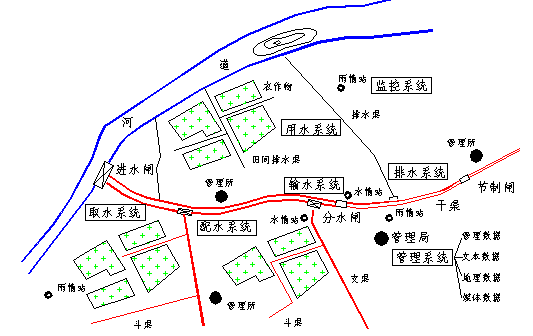 道
河
雨情站
监控系统
农作物
排水渠
用水系统
田间排水渠
管理所
进水闸
排水系统
输水系统
管理所
节制闸
水情站
干渠
取水系统
配水系统
水情站
分水闸
雨情站
管理局
管理系统
管理数据
文本数据
地理数据
媒体数据
雨情站
管理所
支渠
斗渠
斗渠